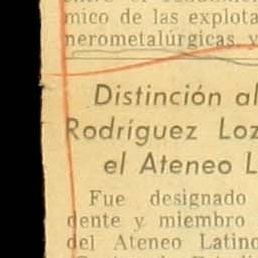 mico de las explota
nerometalúrgicas y
Distinción al
Rodríguez Loz
el Ateneo L
Fue designado
dente y miembro
del Ateneo Latino